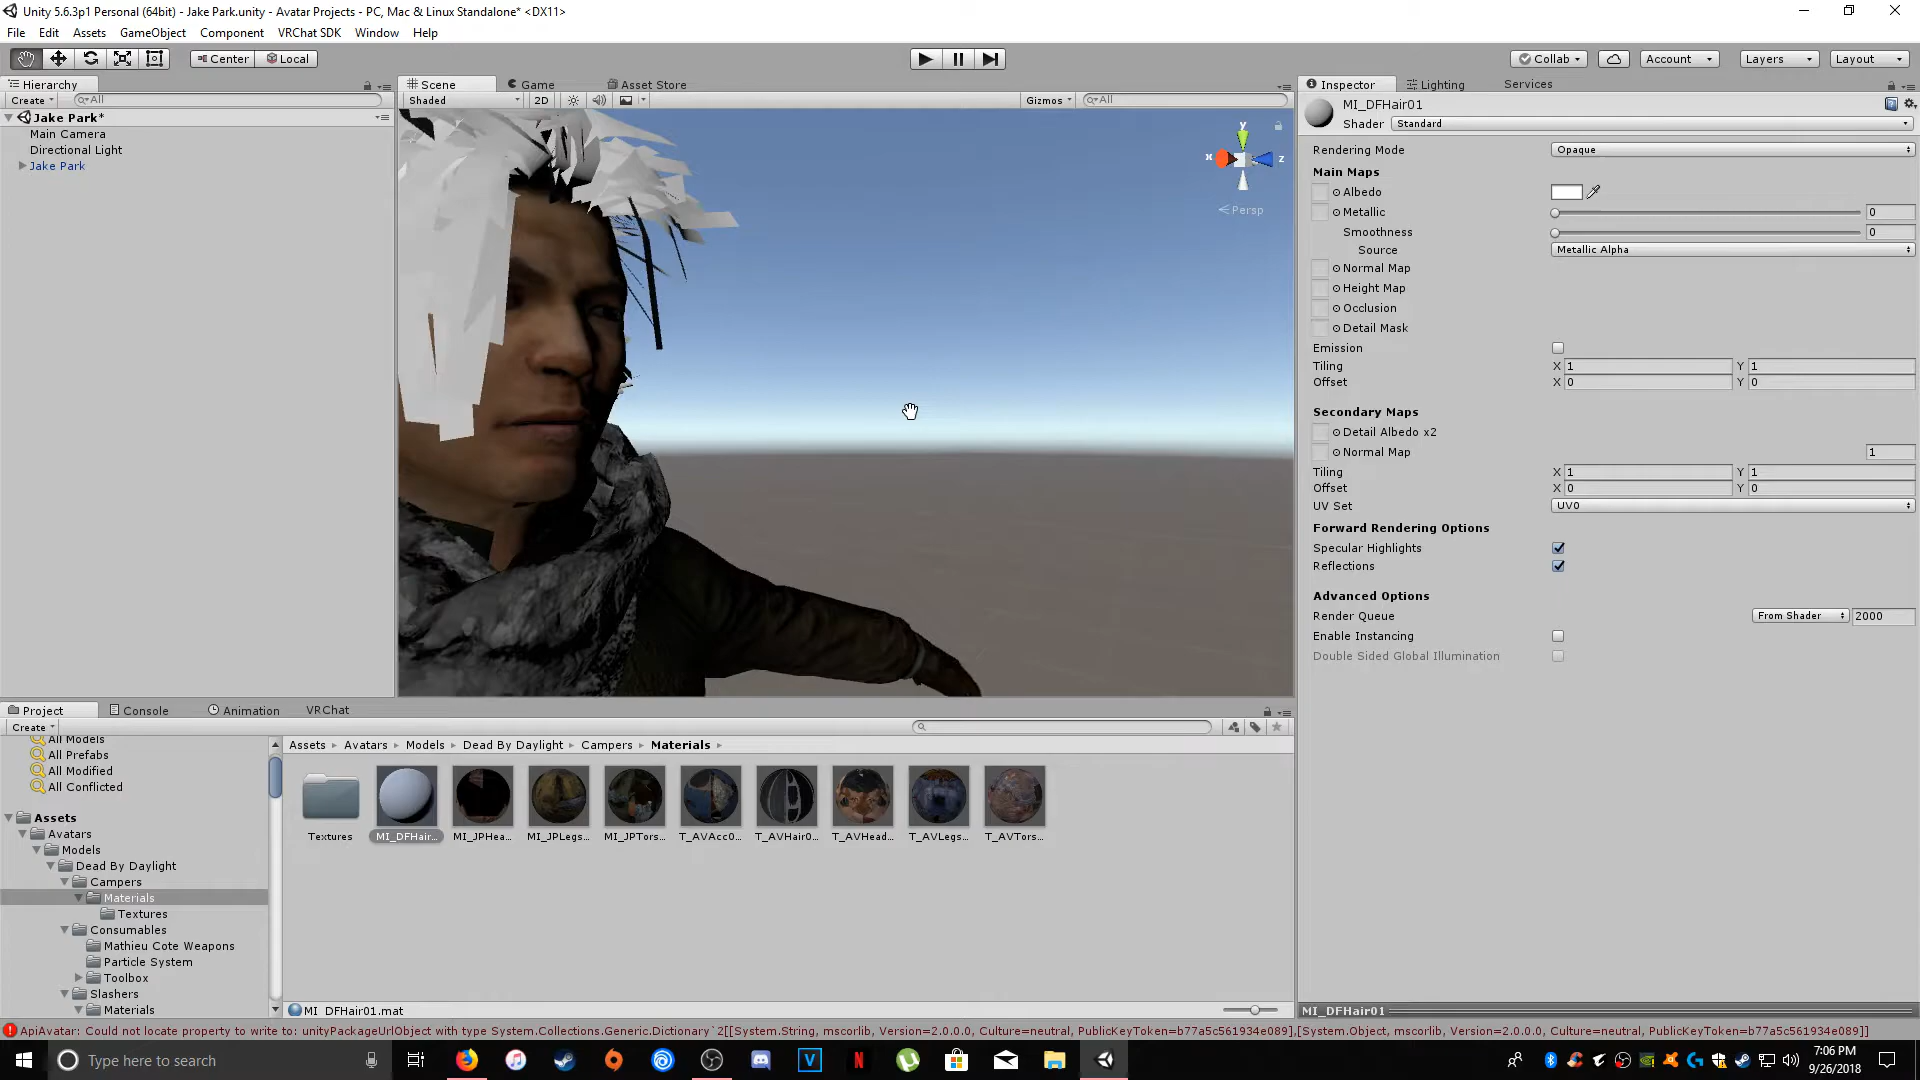 Unity 5.6.3p1 Personal (64bit) - Jake Park.unity - Avatar Projects - PC, Mac & Linux Standalone* <DX11>
File Edit Assets GameObject Component VRChat SDK Window Help
Center Local Collab Account Layers Layout
Hierarchy Scene Game Asset Store Inspector Lighting Services
Create All Shaded 2D Gizmos All MI_DFHair01
Jake Park*
Shader Standard
Main Camera
Directional Light
Jake Park
y
x
z
Persp
Rendering Mode Opaque
Main Maps
Albedo
Metallic 0
Smoothness 0
Source Metallic Alpha
Normal Map
Height Map
Occlusion
Detail Mask
Emission
Tiling X 1 Y 1
Offset X 0 Y 0
Secondary Maps
Detail Albedo x2
Normal Map 1
Tiling X 1 Y 1
Offset X 0 Y 0
UV Set UV0
Forward Rendering Options
Specular Highlights
Reflections
Advanced Options
Render Queue From Shader 2000
Enable Instancing
Double Sided Global Illumination
Project Console Animation VRChat
Create
All Models
All Prefabs
All Modified
All Conflicted
Assets
Avatars
Models
Dead By Daylight
Campers
Materials
Textures
Consumables
Mathieu Cote Weapons
Particle System
Toolbox
Slashers
Materials
Assets Avatars Models Dead By Daylight Campers Materials
Textures MI_DFHair... MI_JPHea... MI_JPLegs... MI_JPTors... T_AVAcc0... T_AVHair0... T_AVHead... T_AVLegs... T_AVTors...
MI_DFHair01.mat
MI_DFHair01
ApiAvatar: Could not locate property to write to: unityPackageUrlObject with type System.Collections.Generic.Dictionary`2[[System.String, mscorlib, Version=2.0.0.0, Culture=neutral, PublicKeyToken=b77a5c561934e089],[System.Object, mscorlib, Version=2.0.0.0, Culture=neutral, PublicKeyToken=b77a5c561934e089]]
Type here to search
7:06 PM
9/26/2018